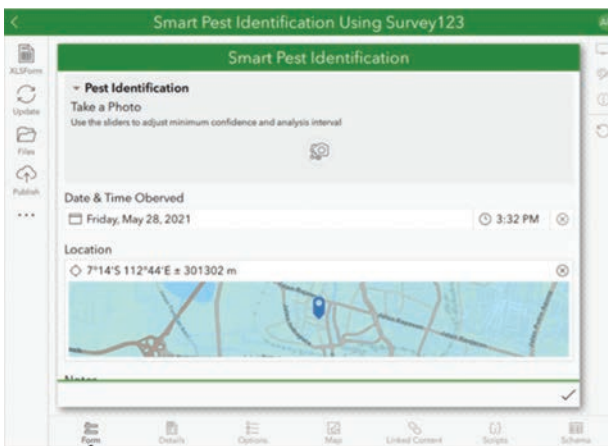 Smart Pest Identification Using Survey123
XLSForm
Update
Files
Publish
Smart Pest Identification
Pest Identification
Take a Photo
Use the sliders to adjust minimum confidence and analysis interval
Date & Time Oberved
Friday, May 28, 2021 3:32 PM
Location
7°14'S 112°44'E ± 301302 m
Form Details Options Map Linked Content Scripts Schema